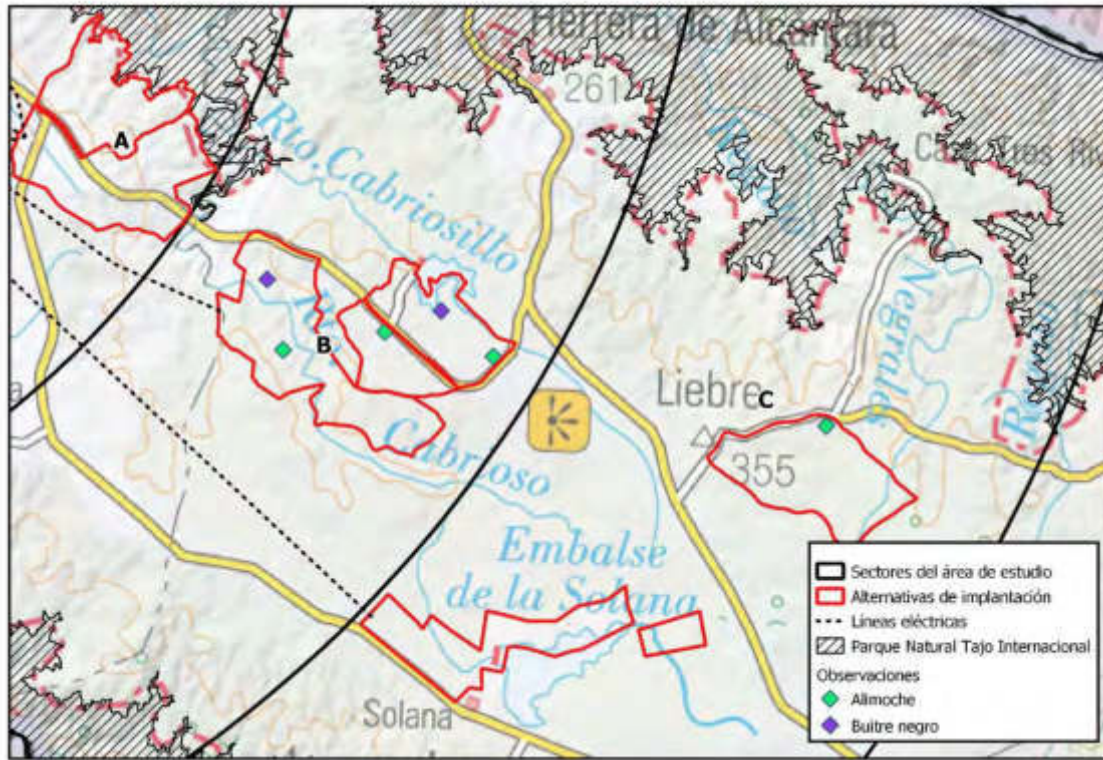 Herrera de Alcántara
261
A
Rto. Cabriosillo
B
Cabrioso
Negrales
Liebre
C
355
Embalse
de la Solana
Solana
Sectores del área de estudio
Alternativas de implantación
Líneas eléctricas
Parque Natural Tajo Internacional
Observaciones
Alimoche
Buitre negro